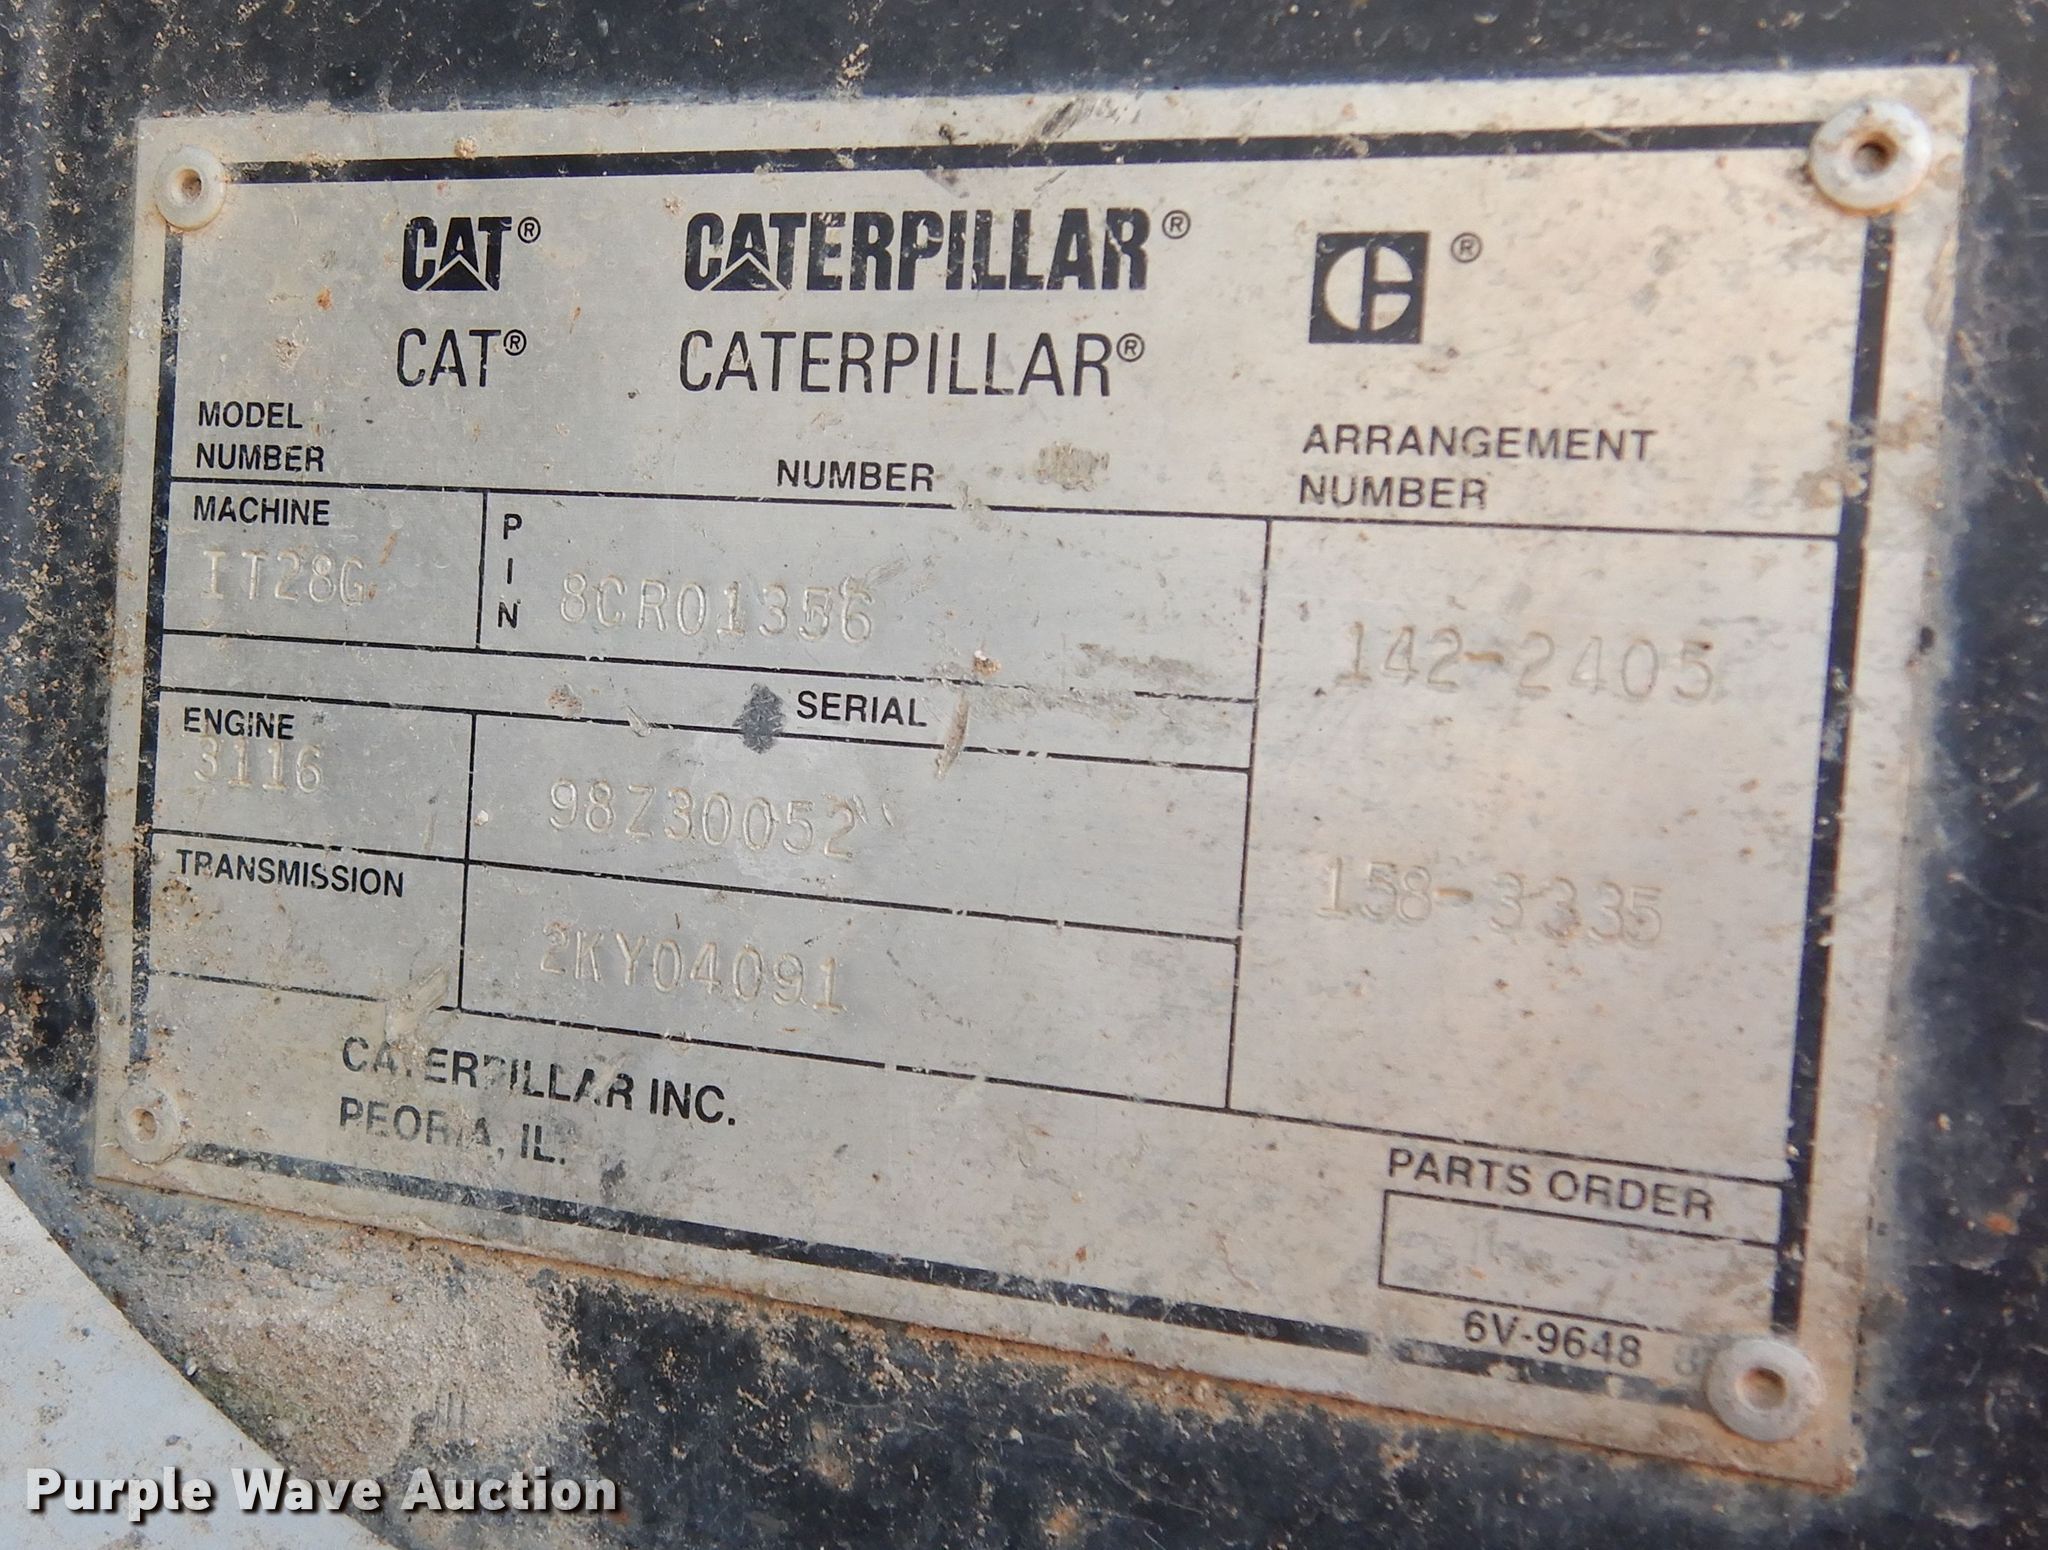 CAT® CATERPILLAR® ®
CAT® CATERPILLAR®
MODEL NUMBER
NUMBER
ARRANGEMENT NUMBER
MACHINE
IT28G
PIN
8CR01356
142-2405
SERIAL
ENGINE
3116
98Z30052
158-3335
TRANSMISSION
2KY04091
CATERPILLAR INC.
PEORIA, IL.
PARTS ORDER
6V-9648
Purple Wave Auction